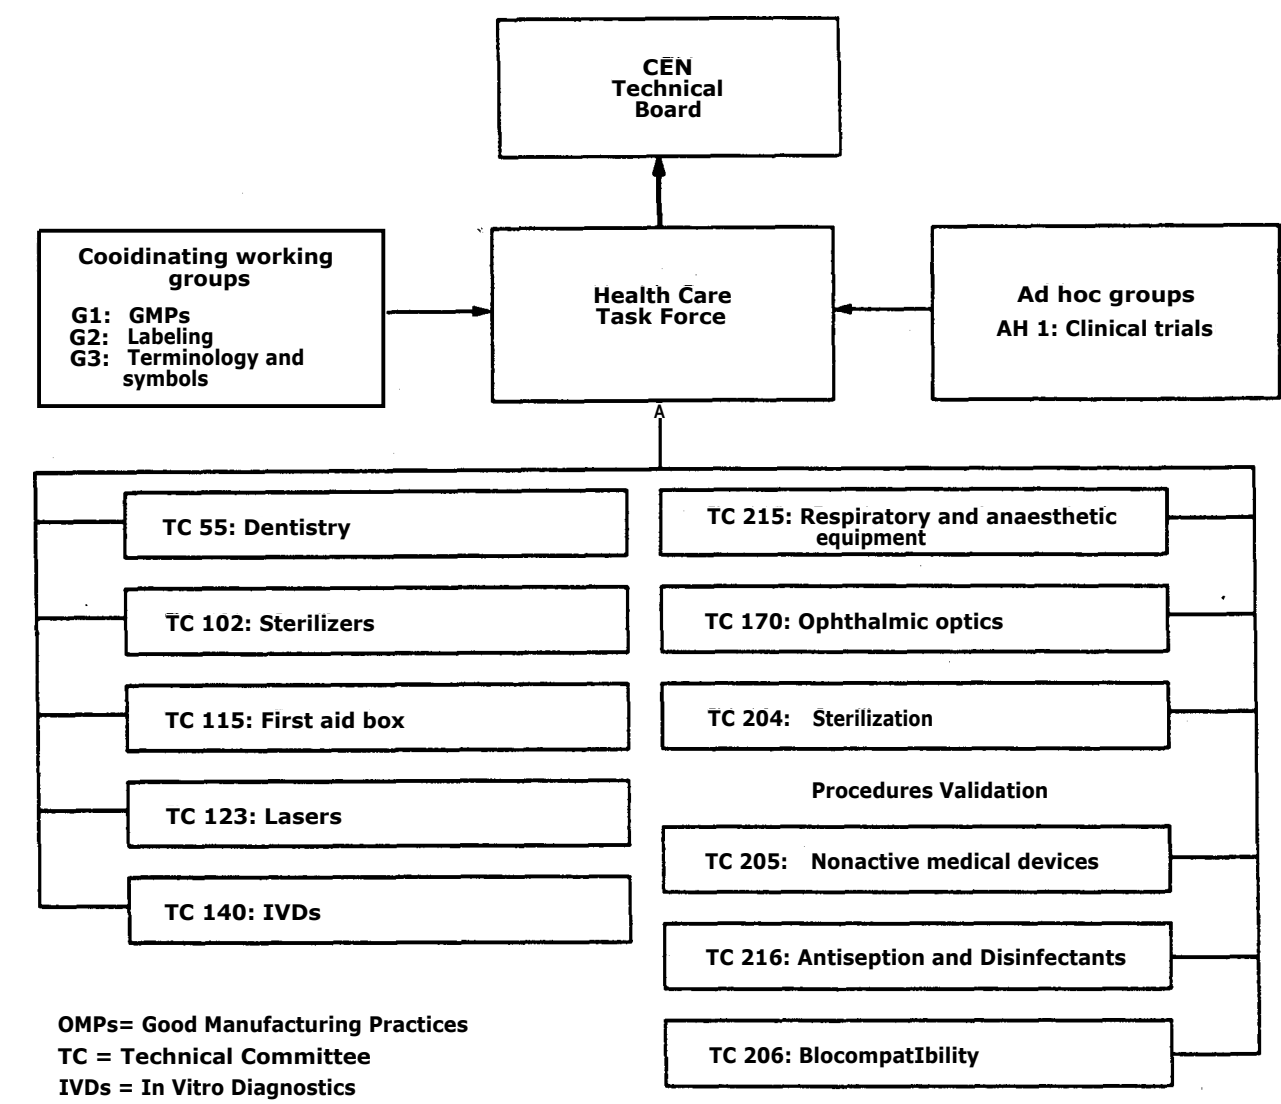 CEN
Technical
Board
Cooidinating working
groups
G1: GMPs
G2: Labeling
G3: Terminology and
symbols
Health Care
Task Force
Ad hoc groups
AH 1: Clinical trials
A
TC 55: Dentistry
TC 102: Sterilizers
TC 115: First aid box
TC 123: Lasers
TC 140: IVDs
TC 215: Respiratory and anaesthetic
equipment
TC 170: Ophthalmic optics
TC 204: Sterilization
Procedures Validation
TC 205: Nonactive medical devices
TC 216: Antiseption and Disinfectants
TC 206: BlocompatIbility
OMPs= Good Manufacturing Practices
TC = Technical Committee
IVDs = In Vitro Diagnostics